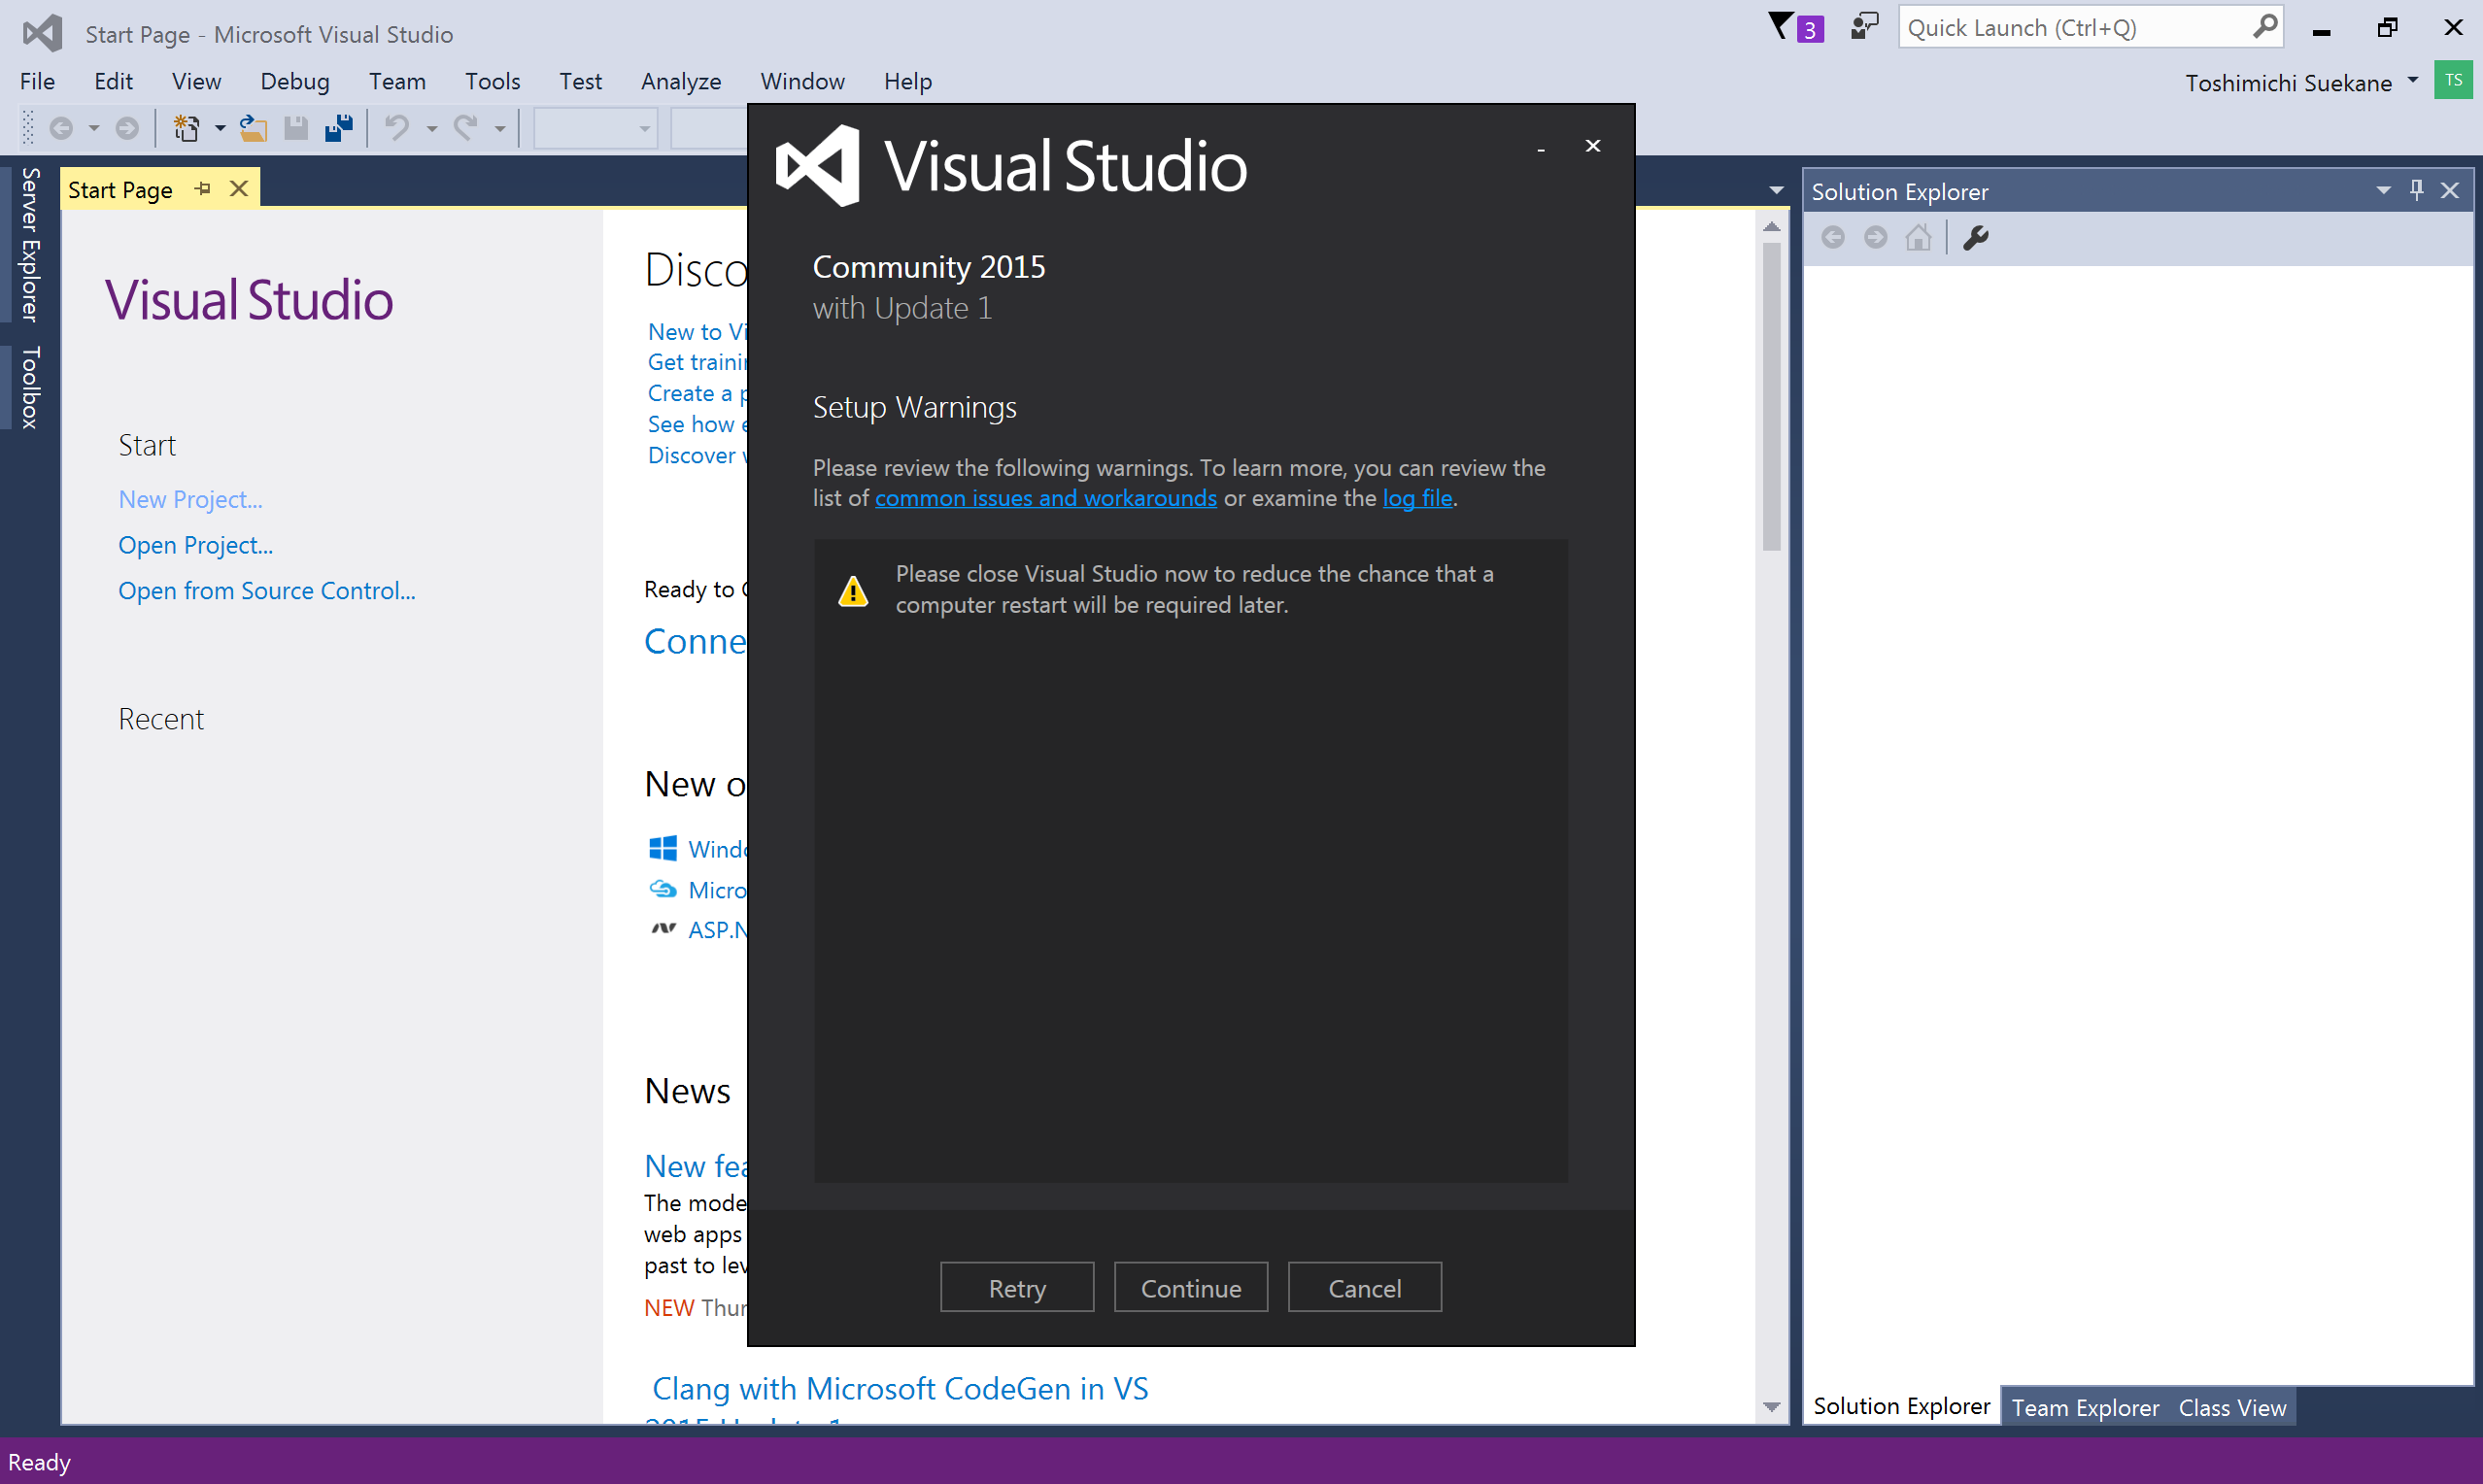 Start Page - Microsoft Visual Studio
3
Quick Launch (Ctrl+Q)
File Edit View Debug Team Tools Test Analyze Window Help
Toshimichi Suekane
TS
Server Explorer
Toolbox
Start Page
Visual Studio
Start
New Project...
Open Project...
Open from Source Control...
Recent
Disco
New to Vi
Get trainin
Create a p
See how e
Discover
Ready to
Conne
New o
Windo
Micro
ASP.N
News
New fea
The mode
web apps
past to lev
NEW Thur
Clang with Microsoft CodeGen in VS
2015 Update 1
Visual Studio
Community 2015
with Update 1
Setup Warnings
Please review the following warnings. To learn more, you can review the
list of common issues and workarounds or examine the log file.
Please close Visual Studio now to reduce the chance that a
computer restart will be required later.
Retry
Continue
Cancel
Solution Explorer
Solution Explorer Team Explorer Class View
Ready